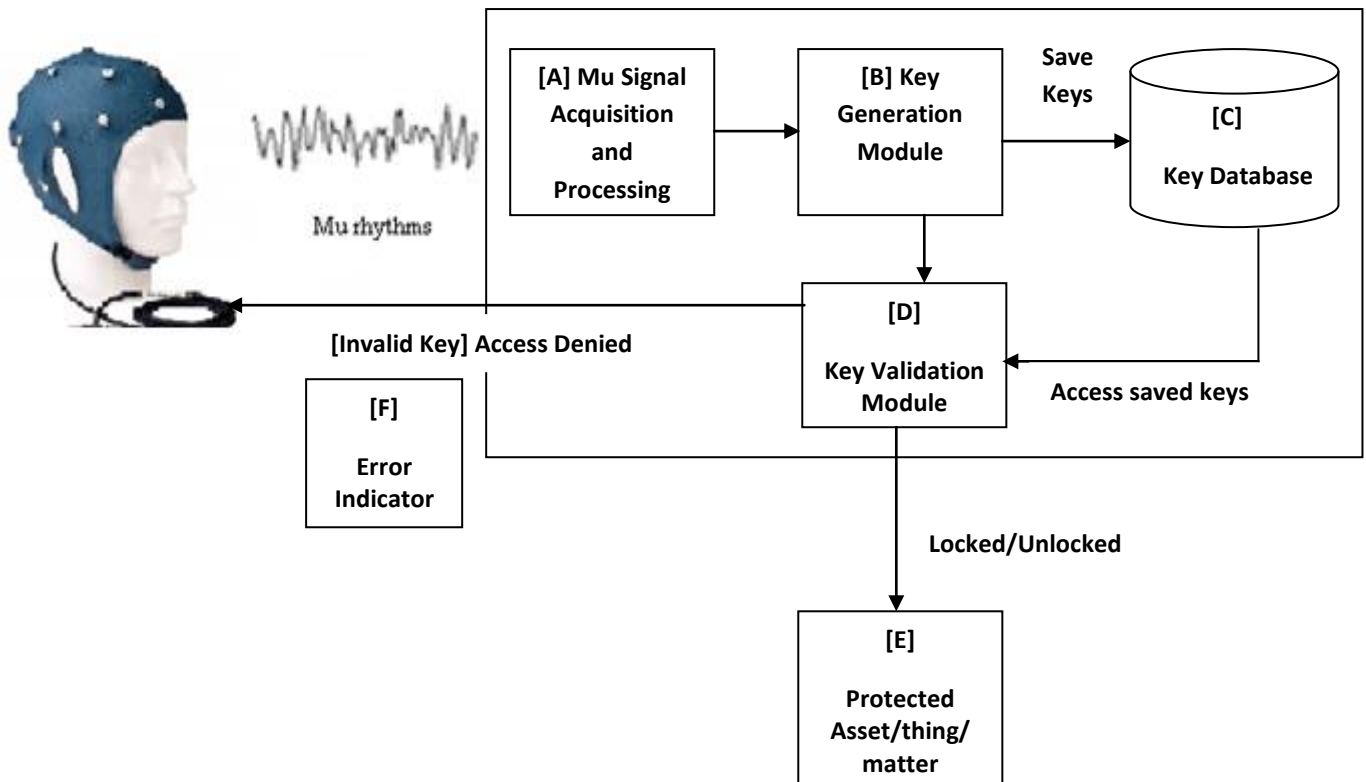 [A] Mu Signal
Acquisition
and
Processing
[B] Key
Generation
Module
Save
Keys
[C]
Key Database
Mu rhythms
[D]
Key Validation
Module
[Invalid Key] Access Denied
Access saved keys
[F]
Error
Indicator
Locked/Unlocked
[E]
Protected
Asset/thing/
matter